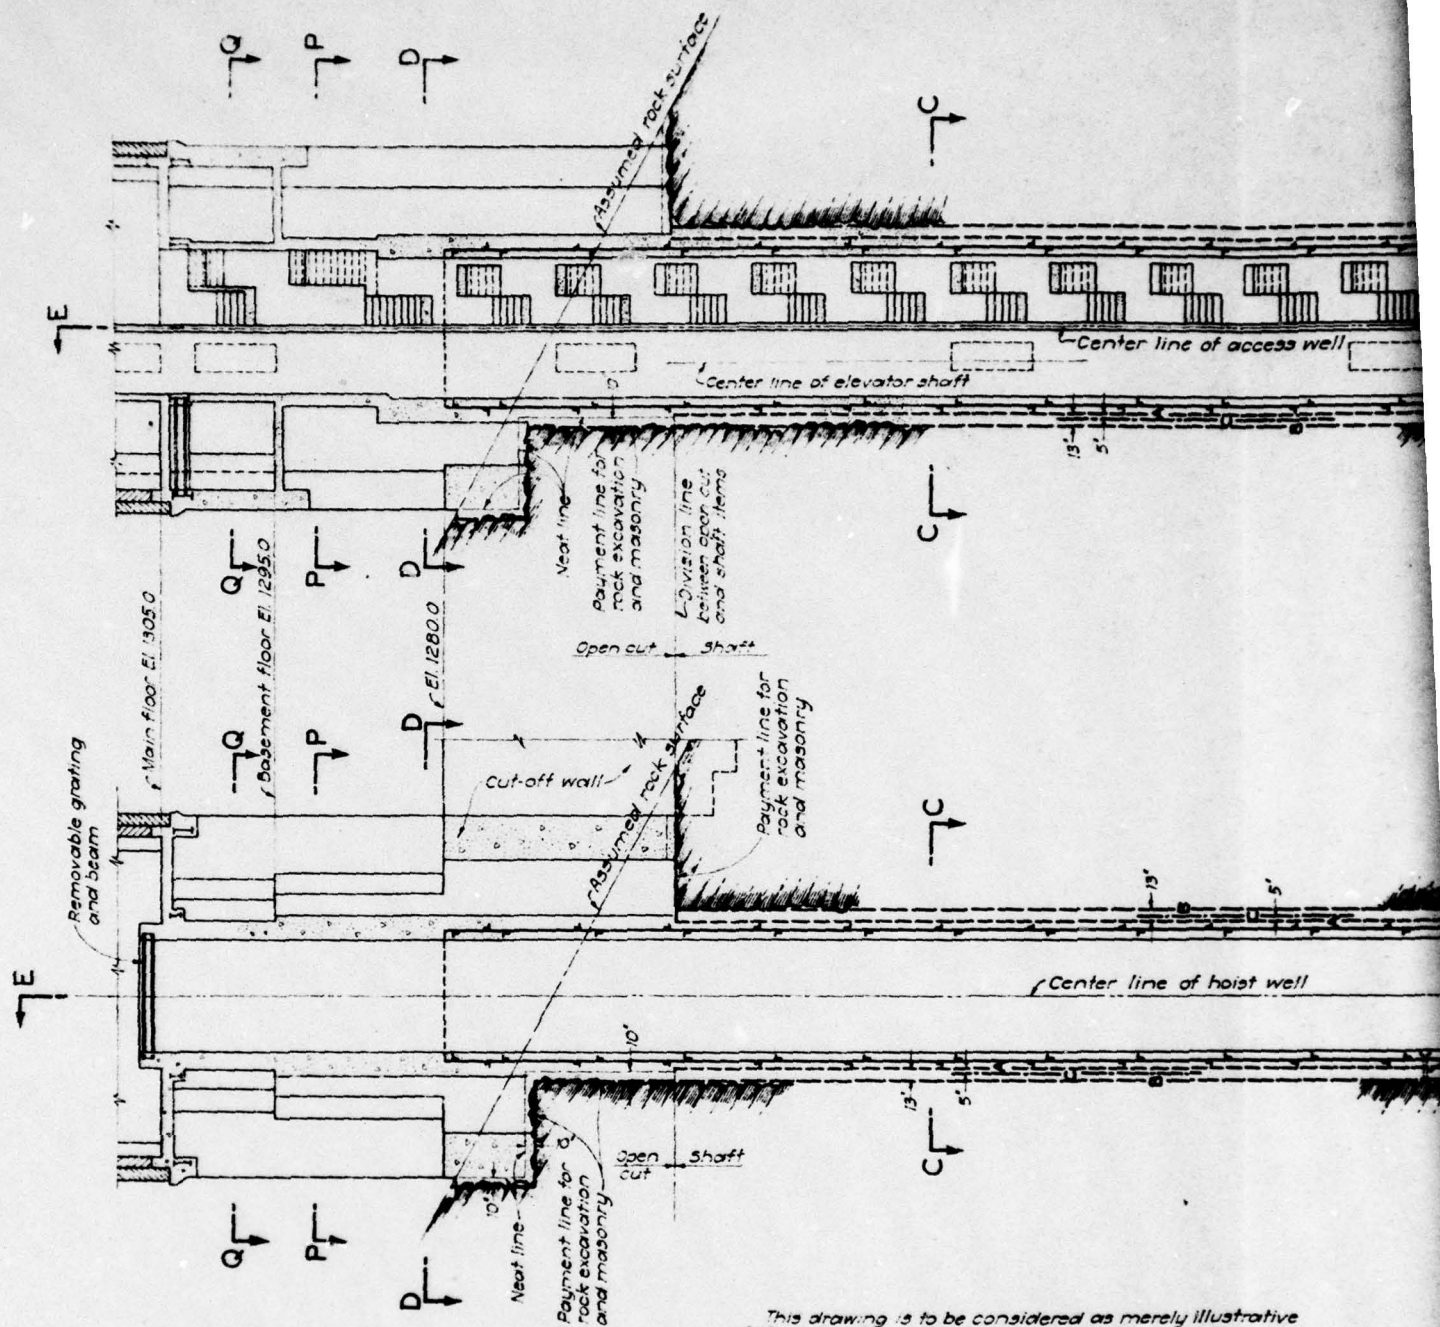 Q
P
D
Assumed rock surface
C
E
Center line of access well
Center line of elevator shaft
13'
5'
B
Q
P
D
C
Neat line
Payment line for
rock excavation
and masonry
Division line
between open cut
and shaft items
Main floor El. 1305.0
Basement floor El. 1295.0
El. 1280.0
Open cut
Shaft
Q
P
D
Removable grating
and beam
Cut-off wall
Assumed rock surface
Payment line for
rock excavation
and masonry
C
13'
5'
B
C
A
E
Center line of hoist well
10'
13'
5'
C
B
Open
cut
Shaft
C
10'
Q
P
D
Neat line
Payment line for
rock excavation
and masonry
This drawing is to be considered as merely illustrative